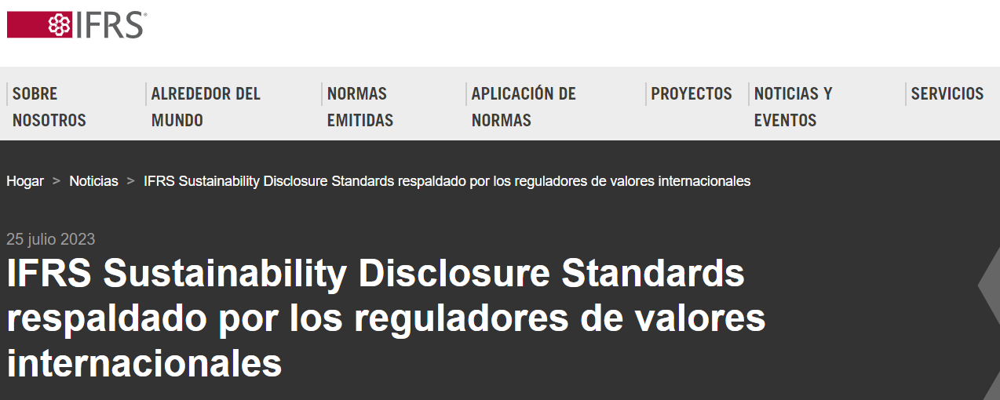 IFRS®
SOBRE NOSOTROS
ALREDEDOR DEL MUNDO
NORMAS EMITIDAS
APLICACIÓN DE NORMAS
PROYECTOS
NOTICIAS Y EVENTOS
SERVICIOS
Hogar > Noticias > IFRS Sustainability Disclosure Standards respaldado por los reguladores de valores internacionales
25 julio 2023
IFRS Sustainability Disclosure Standards
respaldado por los reguladores de valores
internacionales